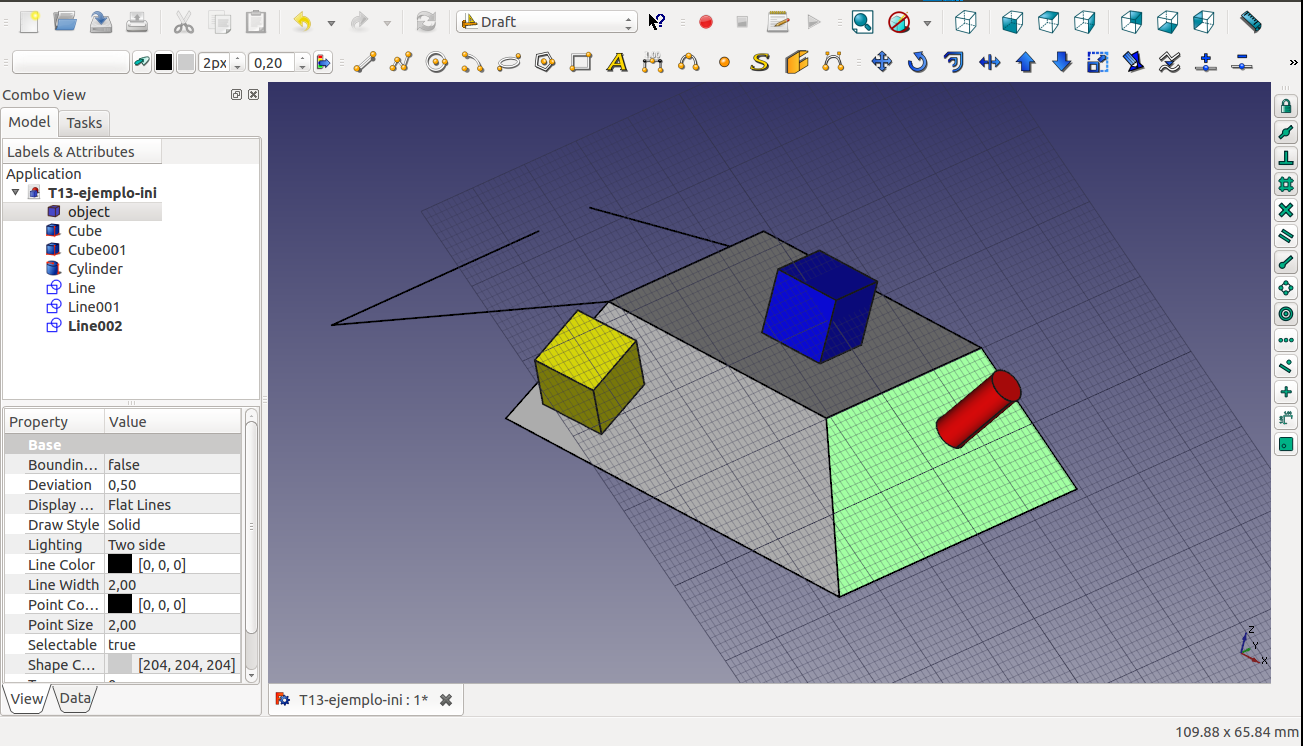 Draft
2px
0,20
»
Combo View
Model
Tasks
Labels & Attributes
Application
T13-ejemplo-ini
object
Cube
Cube001
Cylinder
Line
Line001
Line002
Property Value
Base
Boundin... false
Deviation 0,50
Display ... Flat Lines
Draw Style Solid
Lighting Two side
Line Color [0, 0, 0]
Line Width 2,00
Point Co... [0, 0, 0]
Point Size 2,00
Selectable true
Shape C... [204, 204, 204]
View
Data
Z
Y
X
T13-ejemplo-ini : 1*
109.88 x 65.84 mm